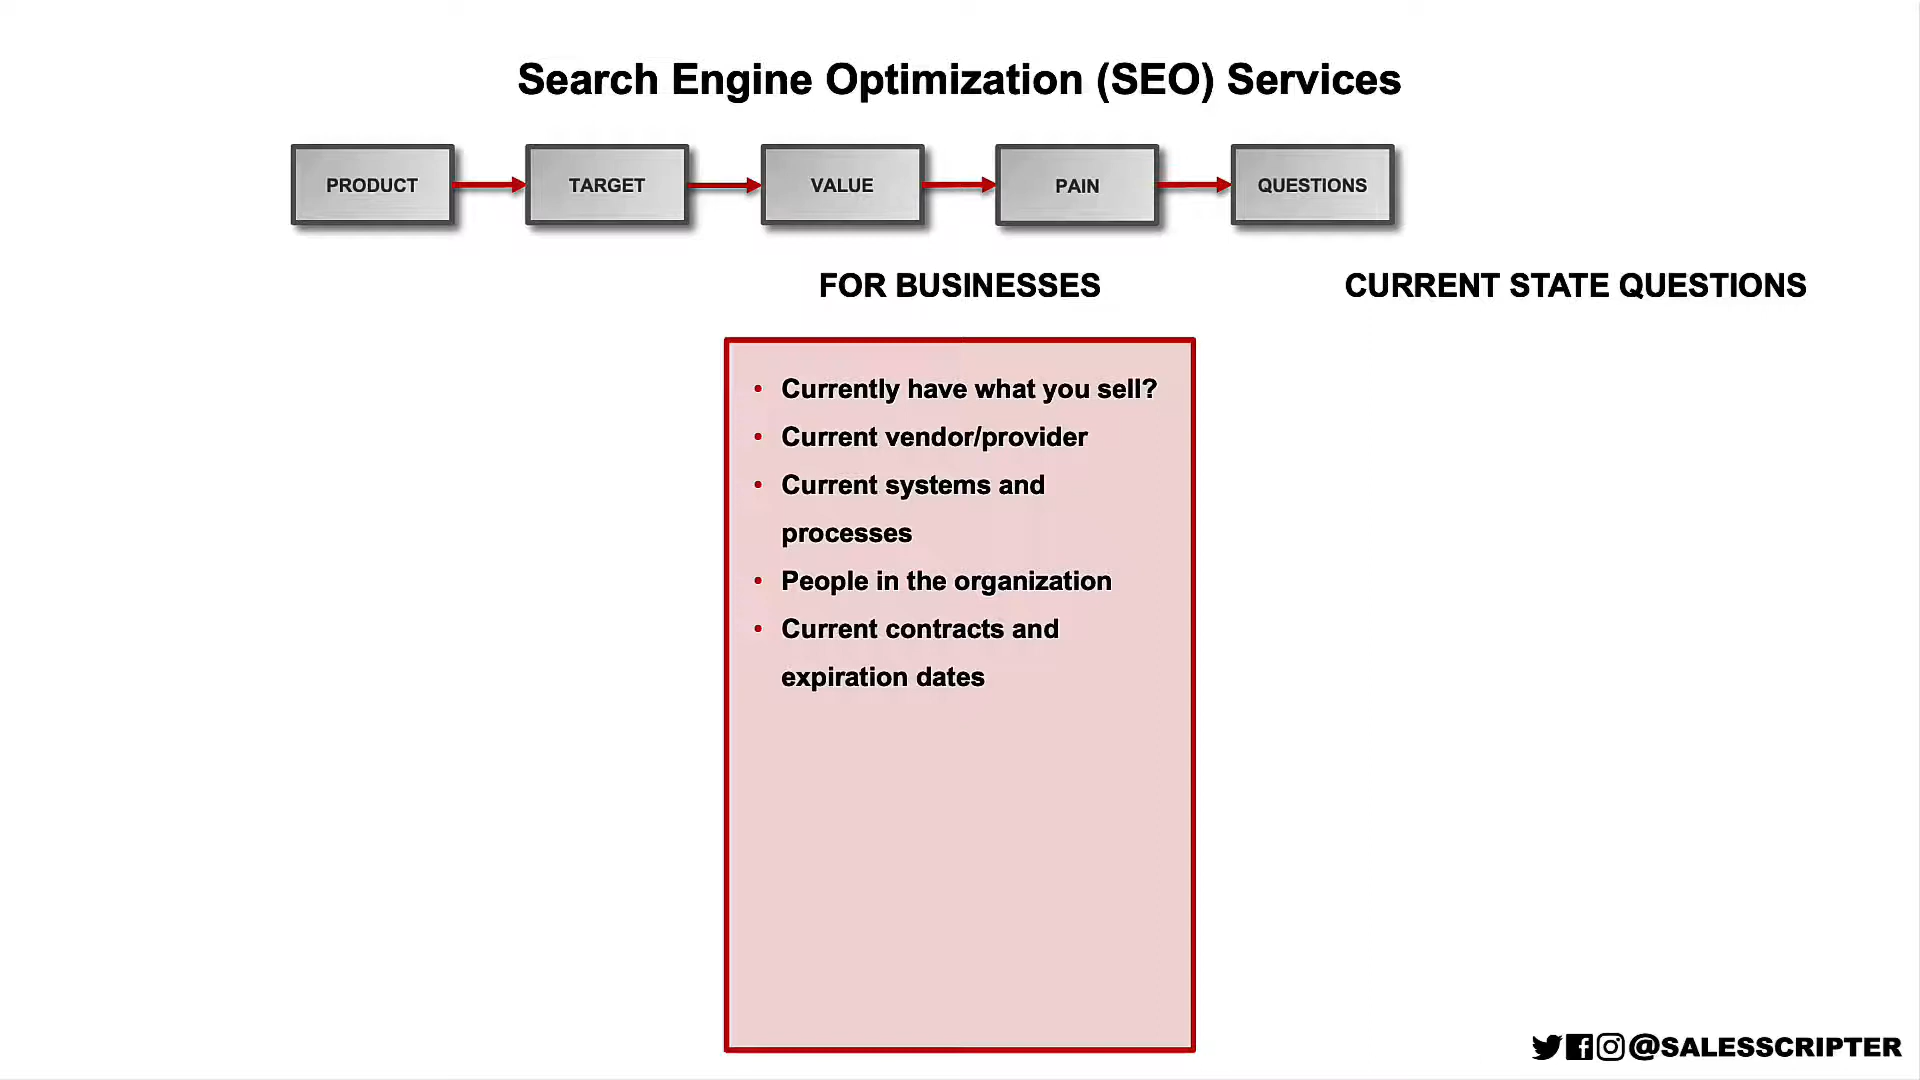 Search Engine Optimization (SEO) Services
PRODUCT
TARGET
VALUE
PAIN
QUESTIONS
FOR BUSINESSES
CURRENT STATE QUESTIONS
• Currently have what you sell?
• Current vendor/provider
• Current systems and
processes
• People in the organization
• Current contracts and
expiration dates
@SALESSCRIPTER